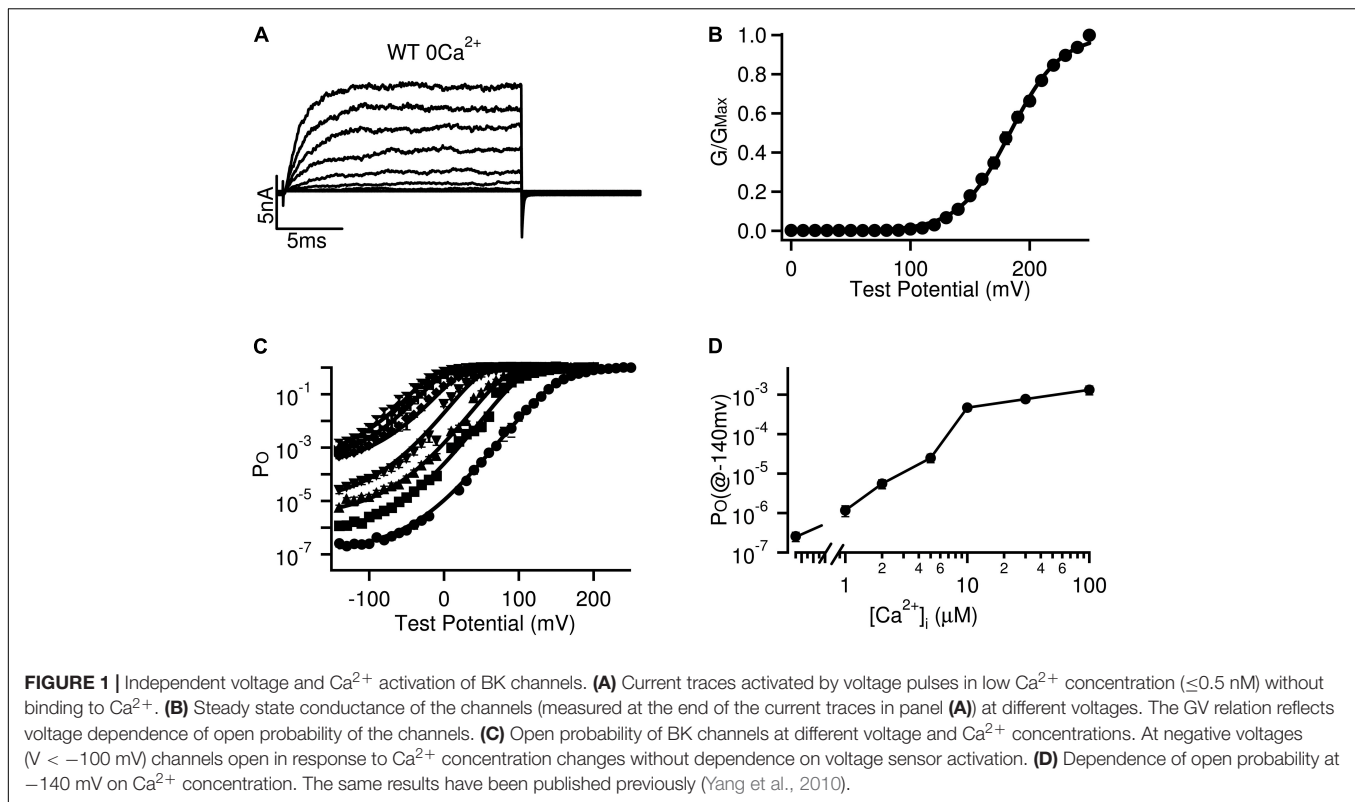 A
WT 0Ca²⁺
5nA
5ms
B
G/GMax
1.0
0.8
0.6
0.4
0.2
0.0
0 100 200
Test Potential (mV)
C
Po
10⁻¹
10⁻³
10⁻⁵
10⁻⁷
-100 0 100 200
Test Potential (mV)
D
Po(@-140mv)
10⁻³
10⁻⁴
10⁻⁵
10⁻⁶
10⁻⁷
2 4 6 2 4 6
1 10 100
[Ca²⁺]ᵢ (μM)
FIGURE 1 | Independent voltage and Ca²⁺ activation of BK channels. (A) Current traces activated by voltage pulses in low Ca²⁺ concentration (≤0.5 nM) without
binding to Ca²⁺. (B) Steady state conductance of the channels (measured at the end of the current traces in panel (A)) at different voltages. The GV relation reflects
voltage dependence of open probability of the channels. (C) Open probability of BK channels at different voltage and Ca²⁺ concentrations. At negative voltages
(V < −100 mV) channels open in response to Ca²⁺ concentration changes without dependence on voltage sensor activation. (D) Dependence of open probability at
−140 mV on Ca²⁺ concentration. The same results have been published previously (Yang et al., 2010).